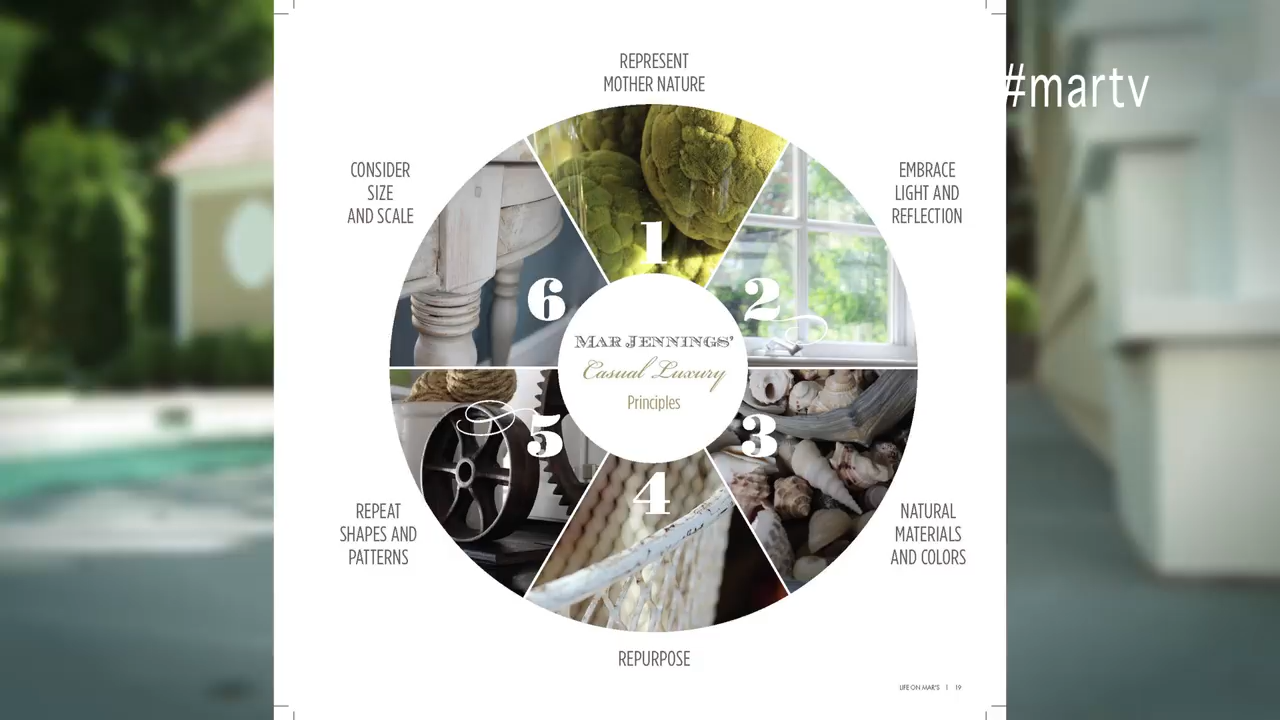 REPRESENT
MOTHER NATURE
#martv
CONSIDER
SIZE
AND SCALE
EMBRACE
LIGHT AND
REFLECTION
1
6
2
MAR JENNINGS'
Casual Luxury
Principles
5
3
4
REPEAT
SHAPES AND
PATTERNS
NATURAL
MATERIALS
AND COLORS
REPURPOSE
LIFE ON MAR'S | 19